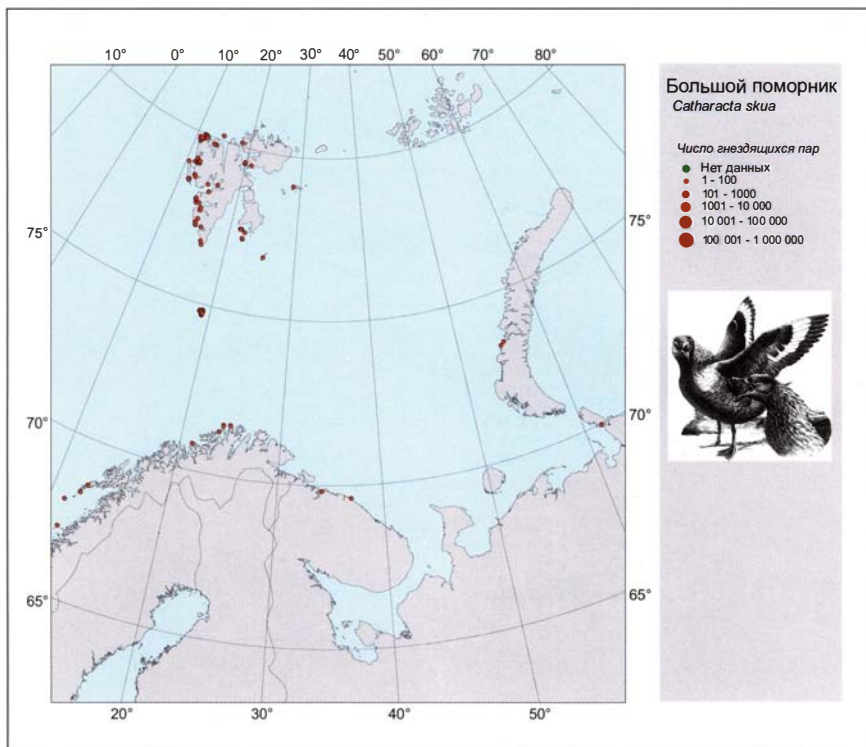 10° 0° 10° 20° 30° 40° 50° 60° 70° 80°
75° 75°
70° 70°
65° 65°
20° 30° 40° 50°
Большой поморник
Catharacta skua
Число гнездящихся пар
Нет данных
1 - 100
101 - 1000
1001 - 10 000
10 001 - 100 000
100 001 - 1 000 000